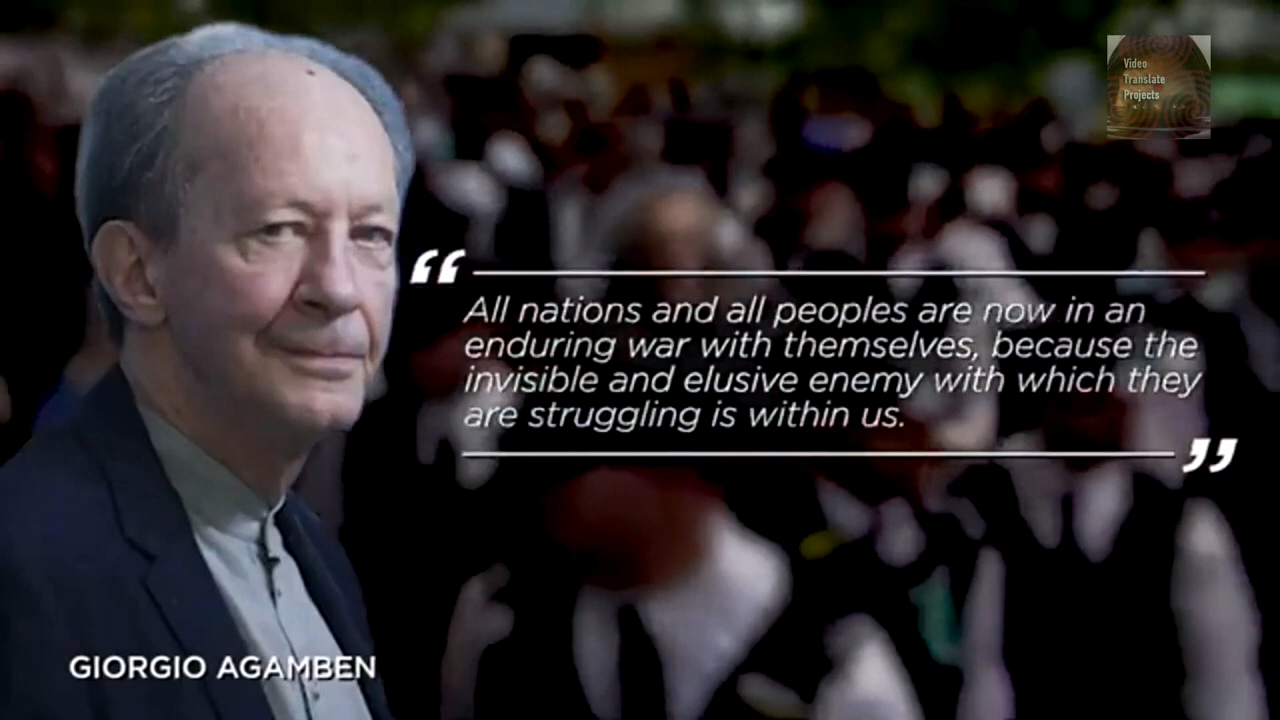 Video
Translate
Projects
“
All nations and all peoples are now in an
enduring war with themselves, because the
invisible and elusive enemy with which they
are struggling is within us.
”
GIORGIO AGAMBEN